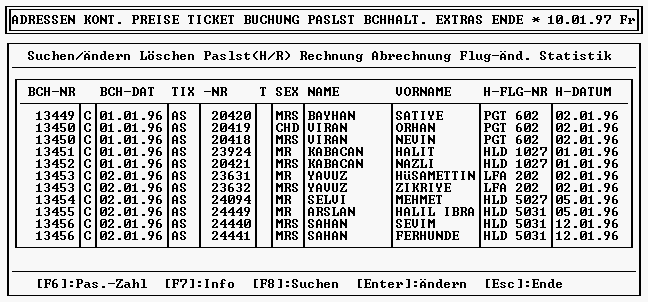 ADRESSEN KONT. PREISE TICKET BUCHUNG PASLST BCHHALT. EXTRAS ENDE * 10.01.97 Fr
Suchen/Ändern Löschen Paslst(H/R) Rechnung Abrechnung Flug-Änd. Statistik
BCH-NR BCH-DAT TIX -NR T SEX NAME VORNAME H-FLG-NR H-DATUM
13449 C 01.01.96 AS 20420 MRS BAYHAN SATIYE PGT 602 02.01.96
13450 C 01.01.96 AS 20419 CHD VIRAN ORHAN PGT 602 02.01.96
13450 C 01.01.96 AS 20418 MRS VIRAN NEVIN PGT 602 02.01.96
13451 C 01.01.96 AS 23924 MR KABACAN HALIT HLD 1027 01.01.96
13452 C 01.01.96 AS 20421 MRS KABACAN NAZLI HLD 1027 01.01.96
13453 C 02.01.96 AS 23631 MR YAVUZ HüSAMETTIN LFA 202 02.01.96
13453 C 02.01.96 AS 23632 MRS YAVUZ ZIKRIYE LFA 202 02.01.96
13454 C 02.01.96 AS 24094 MR SELVI MEHMET HLD 5027 05.01.96
13455 C 02.01.96 AS 24449 MR ARSLAN HALIL IBRA HLD 5031 05.01.96
13456 C 02.01.96 AS 24440 MRS SAHAN SEVIM HLD 5031 12.01.96
13456 C 02.01.96 AS 24441 MRS SAHAN FERHUNDE HLD 5031 12.01.96
[F6]:Pas.-Zahl [F7]:Info [F8]:Suchen [Enter]:ändern [Esc]:Ende